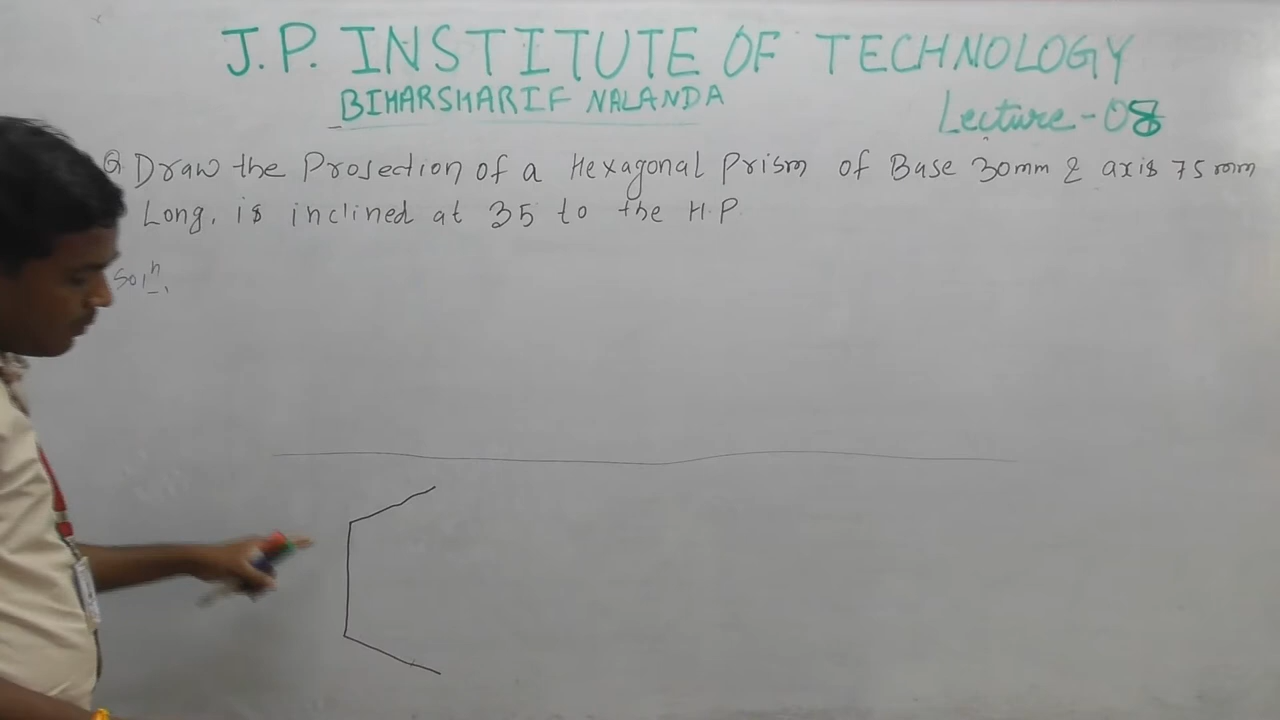 J.P. INSTITUTE OF TECHNOLOGY
BIHARSHARIF NALANDA
Lecture-08
Q Draw the Projection of a Hexagonal Prism of Base 30mm & axis 75mm
Long. is inclined at 35 to the H.P
Solⁿ.